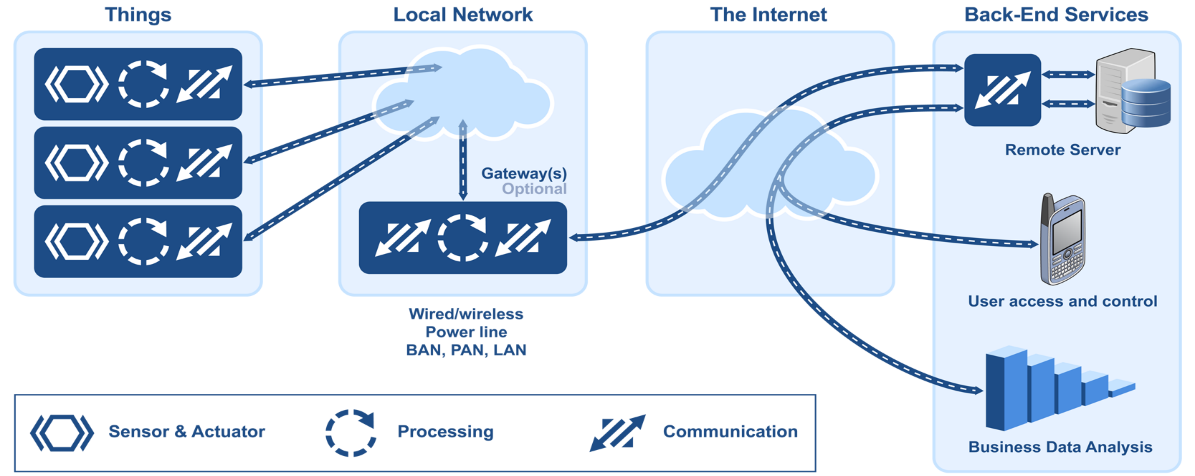 Things
Local Network
The Internet
Back-End Services
Gateway(s)
Optional
Wired/wireless
Power line
BAN, PAN, LAN
Remote Server
User access and control
Business Data Analysis
Sensor & Actuator
Processing
Communication